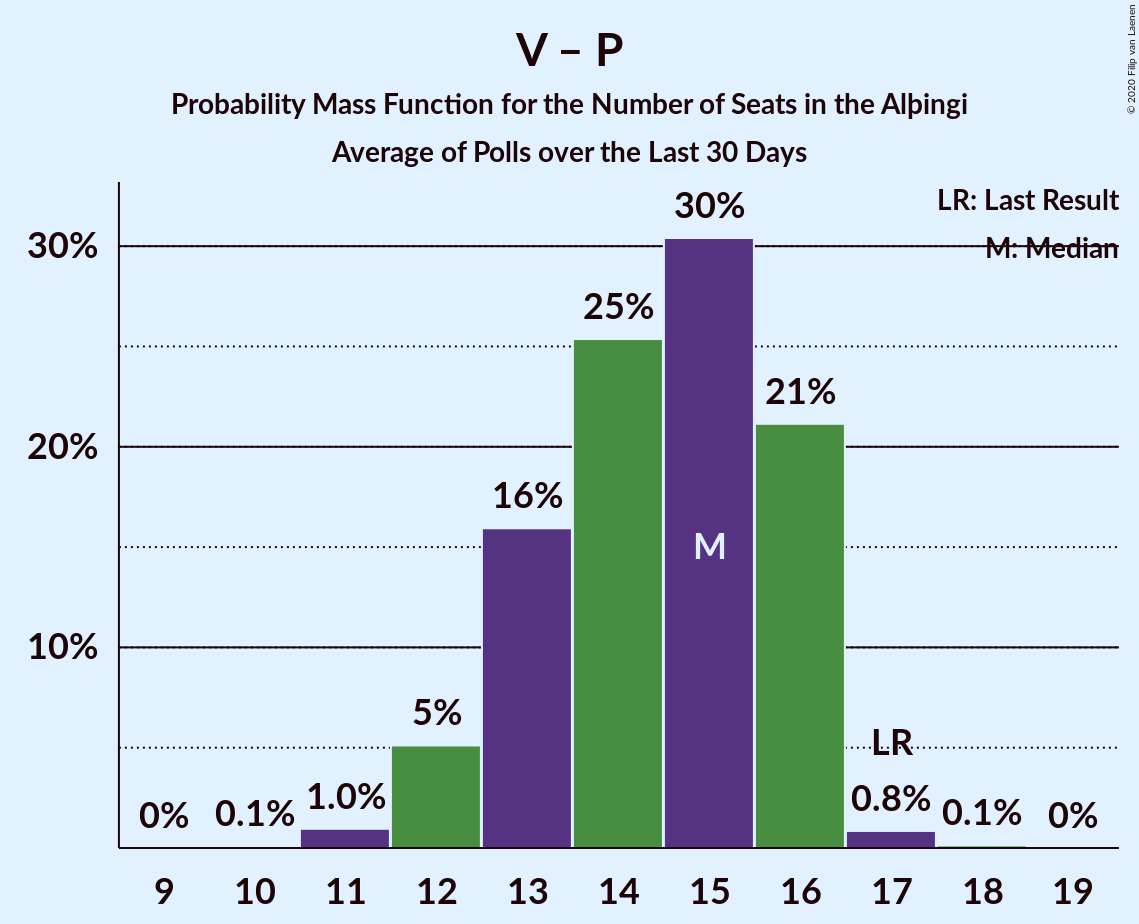 V – P
Probability Mass Function for the Number of Seats in the Alþingi
Average of Polls over the Last 30 Days
© 2020 Filip van Laenen
LR: Last Result
M: Median
30%
20%
10%
0%
0.1%
1.0%
5%
16%
25%
30%
M
21%
LR
0.8%
0.1%
0%
9 10 11 12 13 14 15 16 17 18 19